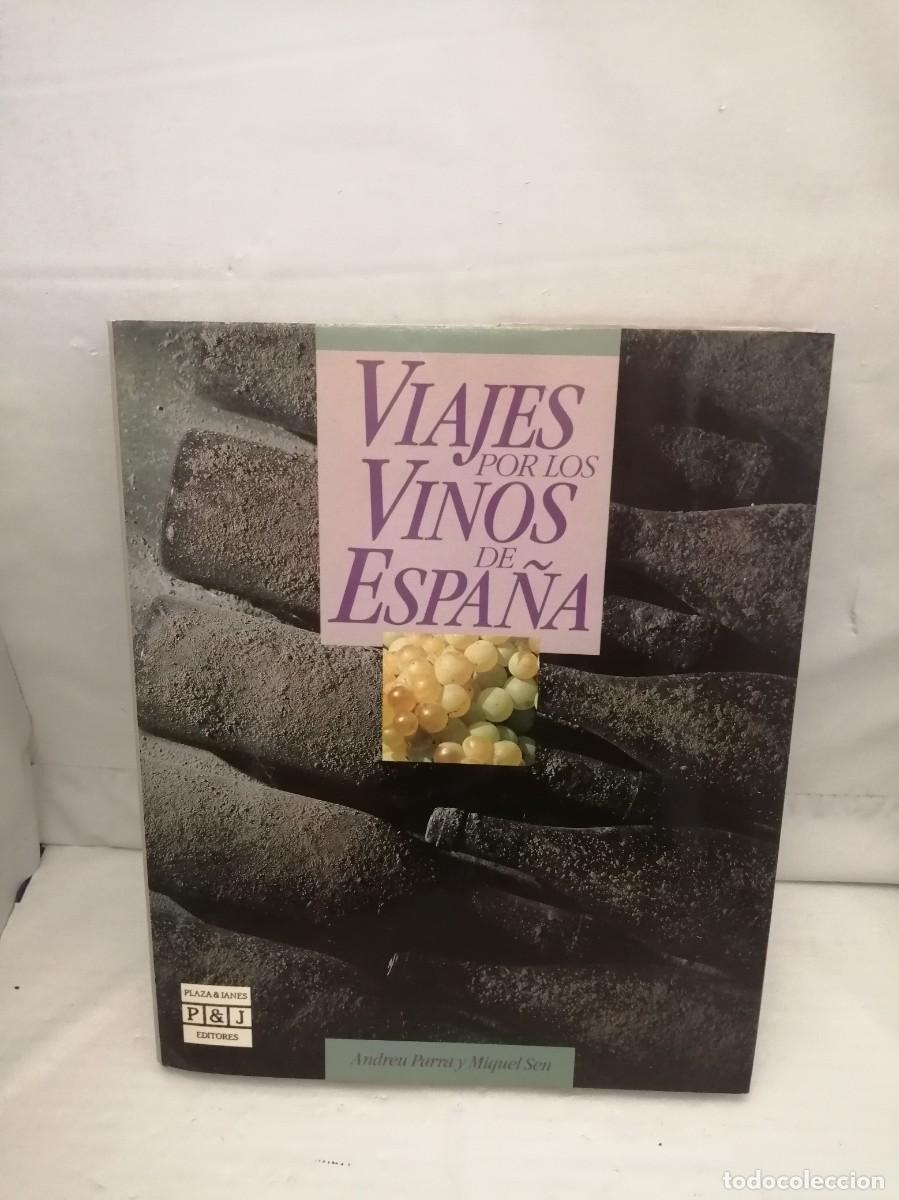 VIAJES
POR LOS
VINOS
DE
ESPAÑA
PLAZA & JANES
P & J
EDITORES
Andreu Parra y Miquel Sen
todocoleccion